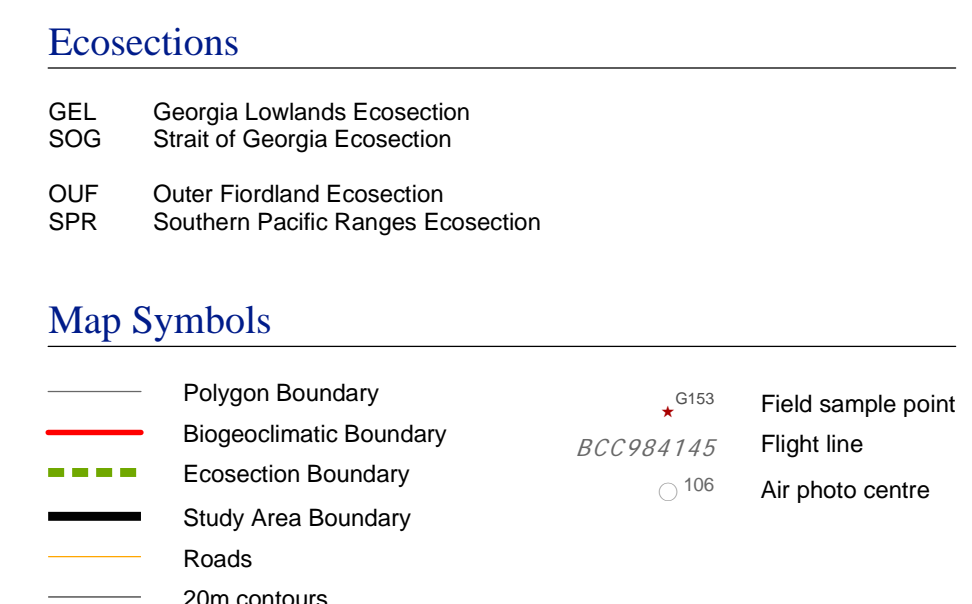 Ecosections
GEL Georgia Lowlands Ecosection
SOG Strait of Georgia Ecosection
OUF Outer Fiordland Ecosection
SPR Southern Pacific Ranges Ecosection
Map Symbols
Polygon Boundary
Biogeoclimatic Boundary
Ecosection Boundary
Study Area Boundary
Roads
20m contours
G153 Field sample point
BCC984145 Flight line
106 Air photo centre